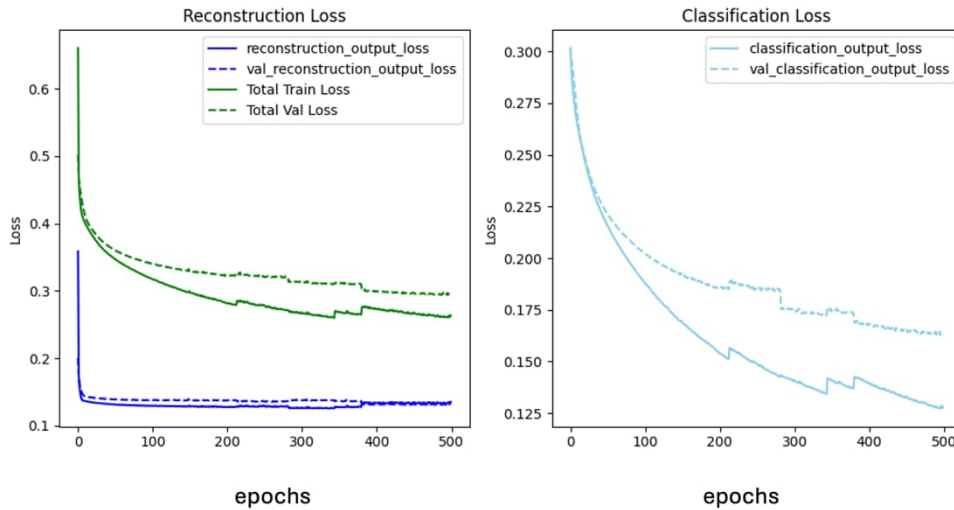 Reconstruction Loss
reconstruction_output_loss
val_reconstruction_output_loss
Total Train Loss
Total Val Loss
Loss
0.6
0.5
0.4
0.3
0.2
0.1
0
100
200
300
400
500
epochs
Classification Loss
classification_output_loss
val_classification_output_loss
Loss
0.300
0.275
0.250
0.225
0.200
0.175
0.150
0.125
0
100
200
300
400
500
epochs